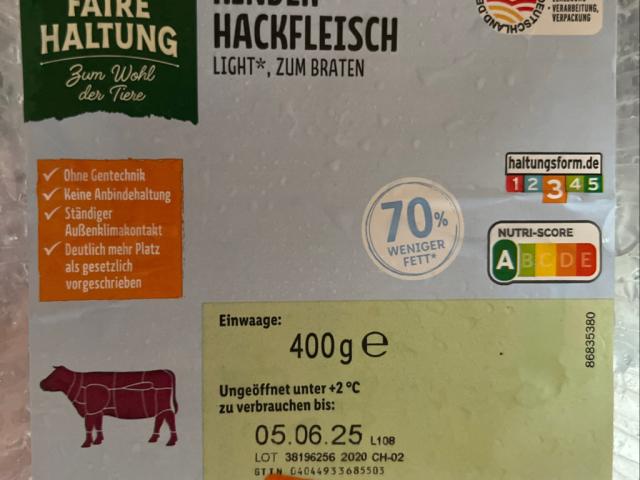 FAIRE
HALTUNG
Zum Wohl
der Tiere
HACKFLEISCH
LIGHT*, ZUM BRATEN
• VERARBEITUNG,
VERPACKUNG
Ohne Gentechnik
Keine Anbindehaltung
Ständiger
Außenklimakontakt
Deutlich mehr Platz
als gesetzlich
vorgeschrieben
70%
WENIGER
FETT*
haltungsform.de
1 2 3 4 5
NUTRI-SCORE
A B C D E
Einwaage:
400 g e
Ungeöffnet unter +2 °C
zu verbrauchen bis:
05.06.25 L108
LOT 38196256 2020 CH-02
GTIN 04044933685503
86835380